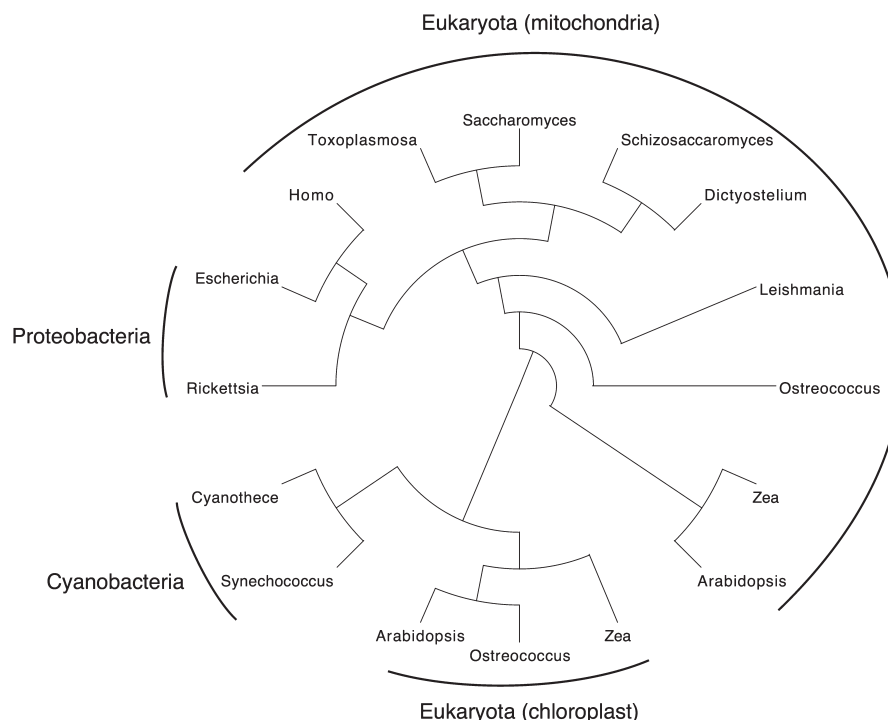 Eukaryota (mitochondria)
Saccharomyces
Toxoplasmosa
Schizosaccaromyces
Homo
Dictyostelium
Escherichia
Leishmania
Proteobacteria
Rickettsia
Ostreococcus
Cyanothece
Zea
Cyanobacteria
Synechococcus
Arabidopsis
Arabidopsis
Zea
Ostreococcus
Eukaryota (chloroplast)